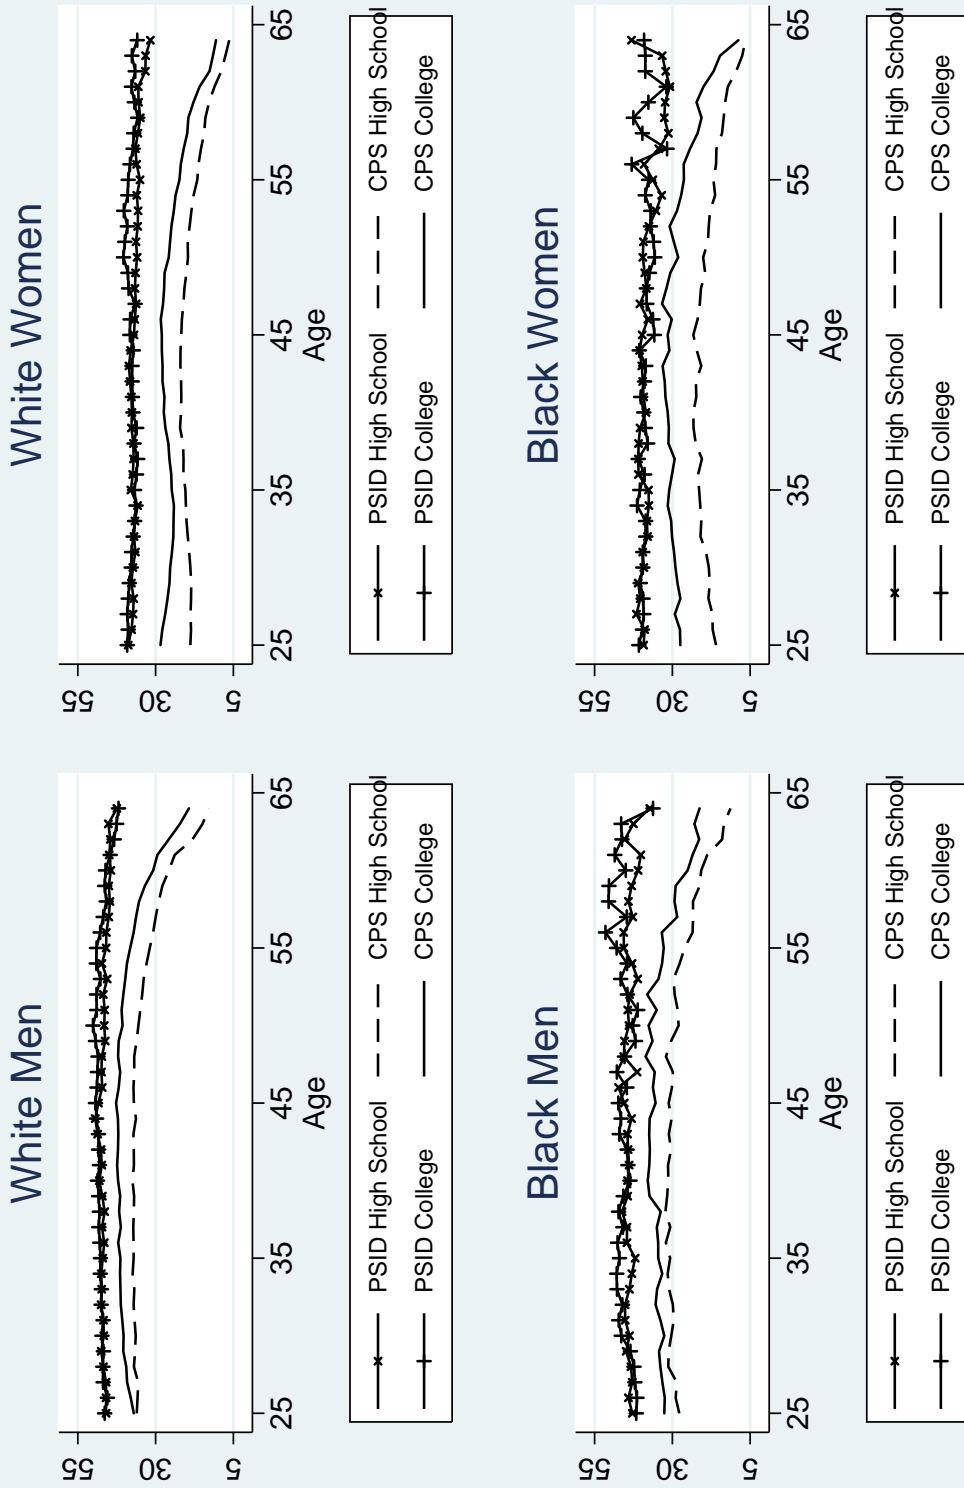 White Men
55
30
5
25
35
45
55
65
Age
PSID High School
CPS High School
PSID College
CPS College
White Women
55
30
5
25
35
45
55
65
Age
PSID High School
CPS High School
PSID College
CPS College
Black Men
55
30
5
25
35
45
55
65
Age
PSID High School
CPS High School
PSID College
CPS College
Black Women
55
30
5
25
35
45
55
65
Age
PSID High School
CPS High School
PSID College
CPS College